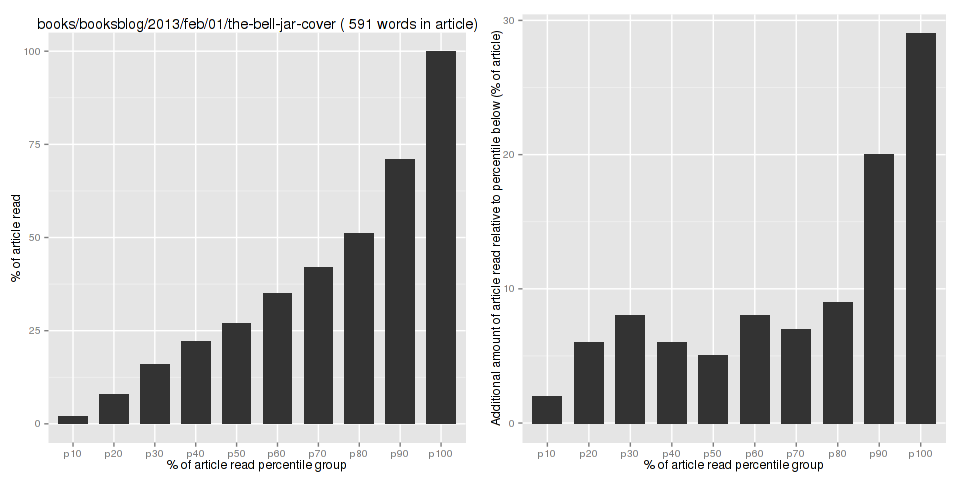 books/booksblog/2013/feb/01/the-bell-jar-cover ( 591 words in article)
% of article read
100
75
50
25
0
p10 p20 p30 p40 p50 p60 p70 p80 p90 p100
% of article read percentile group
Additional amount of article read relative to percentile below (% of article)
30
20
10
0
p10 p20 p30 p40 p50 p60 p70 p80 p90 p100
% of article read percentile group